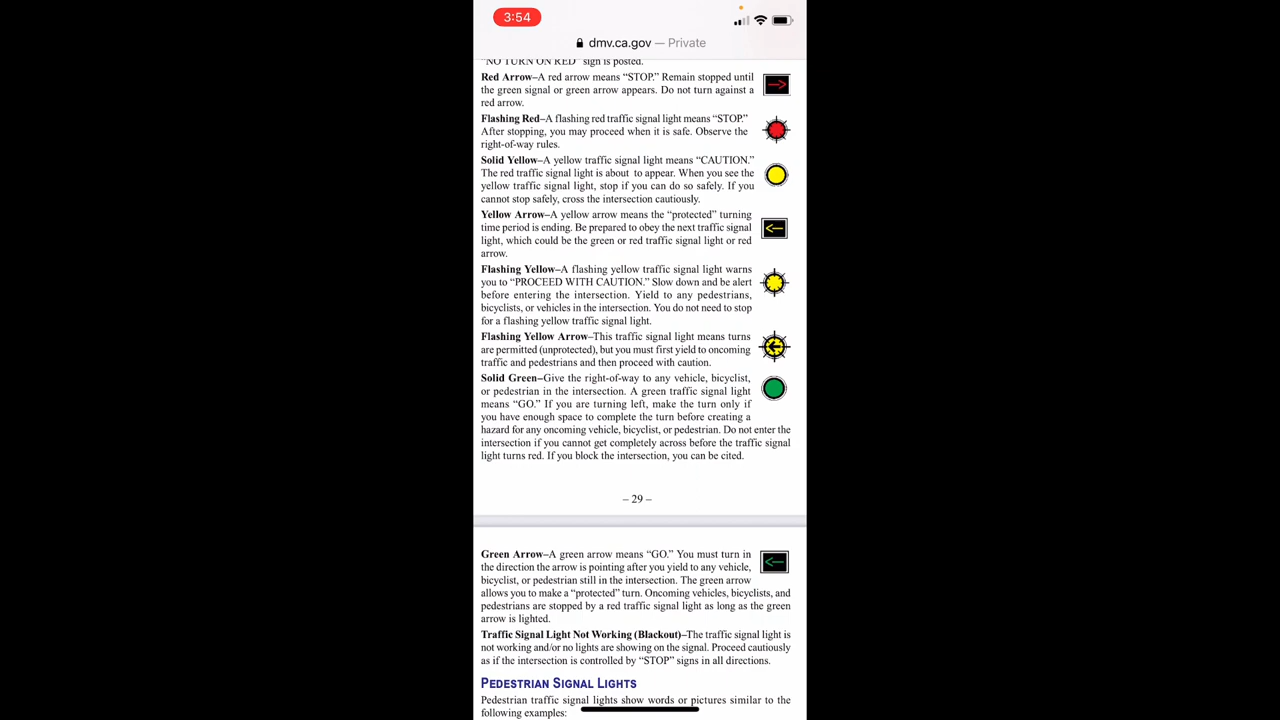 3:54
dmv.ca.gov — Private
"NO TURN ON RED" sign is posted.
Red Arrow–A red arrow means “STOP.” Remain stopped until
the green signal or green arrow appears. Do not turn against a
red arrow.
Flashing Red–A flashing red traffic signal light means “STOP.”
After stopping, you may proceed when it is safe. Observe the
right-of-way rules.
Solid Yellow–A yellow traffic signal light means “CAUTION.”
The red traffic signal light is about to appear. When you see the
yellow traffic signal light, stop if you can do so safely. If you
cannot stop safely, cross the intersection cautiously.
Yellow Arrow–A yellow arrow means the “protected” turning
time period is ending. Be prepared to obey the next traffic signal
light, which could be the green or red traffic signal light or red
arrow.
Flashing Yellow–A flashing yellow traffic signal light warns
you to “PROCEED WITH CAUTION.” Slow down and be alert
before entering the intersection. Yield to any pedestrians,
bicyclists, or vehicles in the intersection. You do not need to stop
for a flashing yellow traffic signal light.
Flashing Yellow Arrow–This traffic signal light means turns
are permitted (unprotected), but you must first yield to oncoming
traffic and pedestrians and then proceed with caution.
Solid Green–Give the right-of-way to any vehicle, bicyclist,
or pedestrian in the intersection. A green traffic signal light
means “GO.” If you are turning left, make the turn only if
you have enough space to complete the turn before creating a
hazard for any oncoming vehicle, bicyclist, or pedestrian. Do not enter the
intersection if you cannot get completely across before the traffic signal
light turns red. If you block the intersection, you can be cited.
– 29 –
Green Arrow–A green arrow means “GO.” You must turn in
the direction the arrow is pointing after you yield to any vehicle,
bicyclist, or pedestrian still in the intersection. The green arrow
allows you to make a “protected” turn. Oncoming vehicles, bicyclists, and
pedestrians are stopped by a red traffic signal light as long as the green
arrow is lighted.
Traffic Signal Light Not Working (Blackout)–The traffic signal light is
not working and/or no lights are showing on the signal. Proceed cautiously
as if the intersection is controlled by “STOP” signs in all directions.
PEDESTRIAN SIGNAL LIGHTS
Pedestrian traffic signal lights show words or pictures similar to the
following examples: